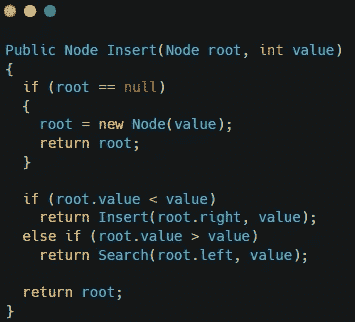 Public Node Insert(Node root, int value)
{
  if (root == null)
  {
    root = new Node(value);
    return root;
  }

  if (root.value < value)
    return Insert(root.right, value);
  else if (root.value > value)
    return Search(root.left, value);

  return root;
}